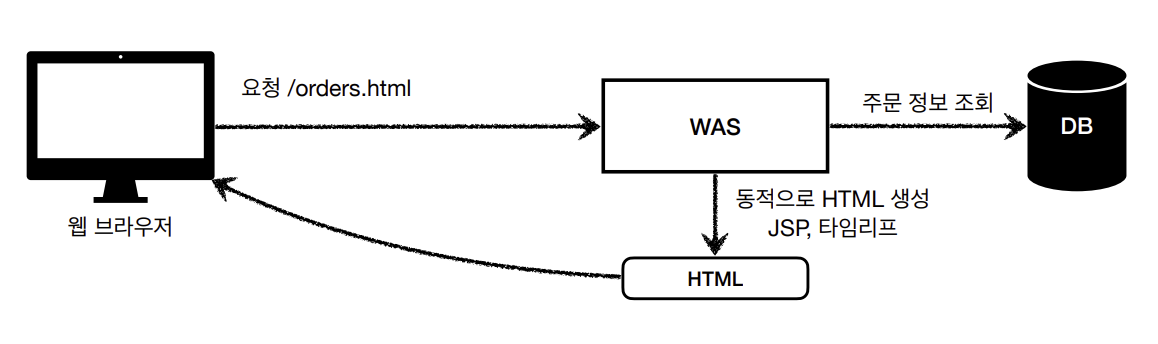 요청 /orders.html
주문 정보 조회
WAS
DB
웹 브라우저
동적으로 HTML 생성
JSP, 타임리프
HTML